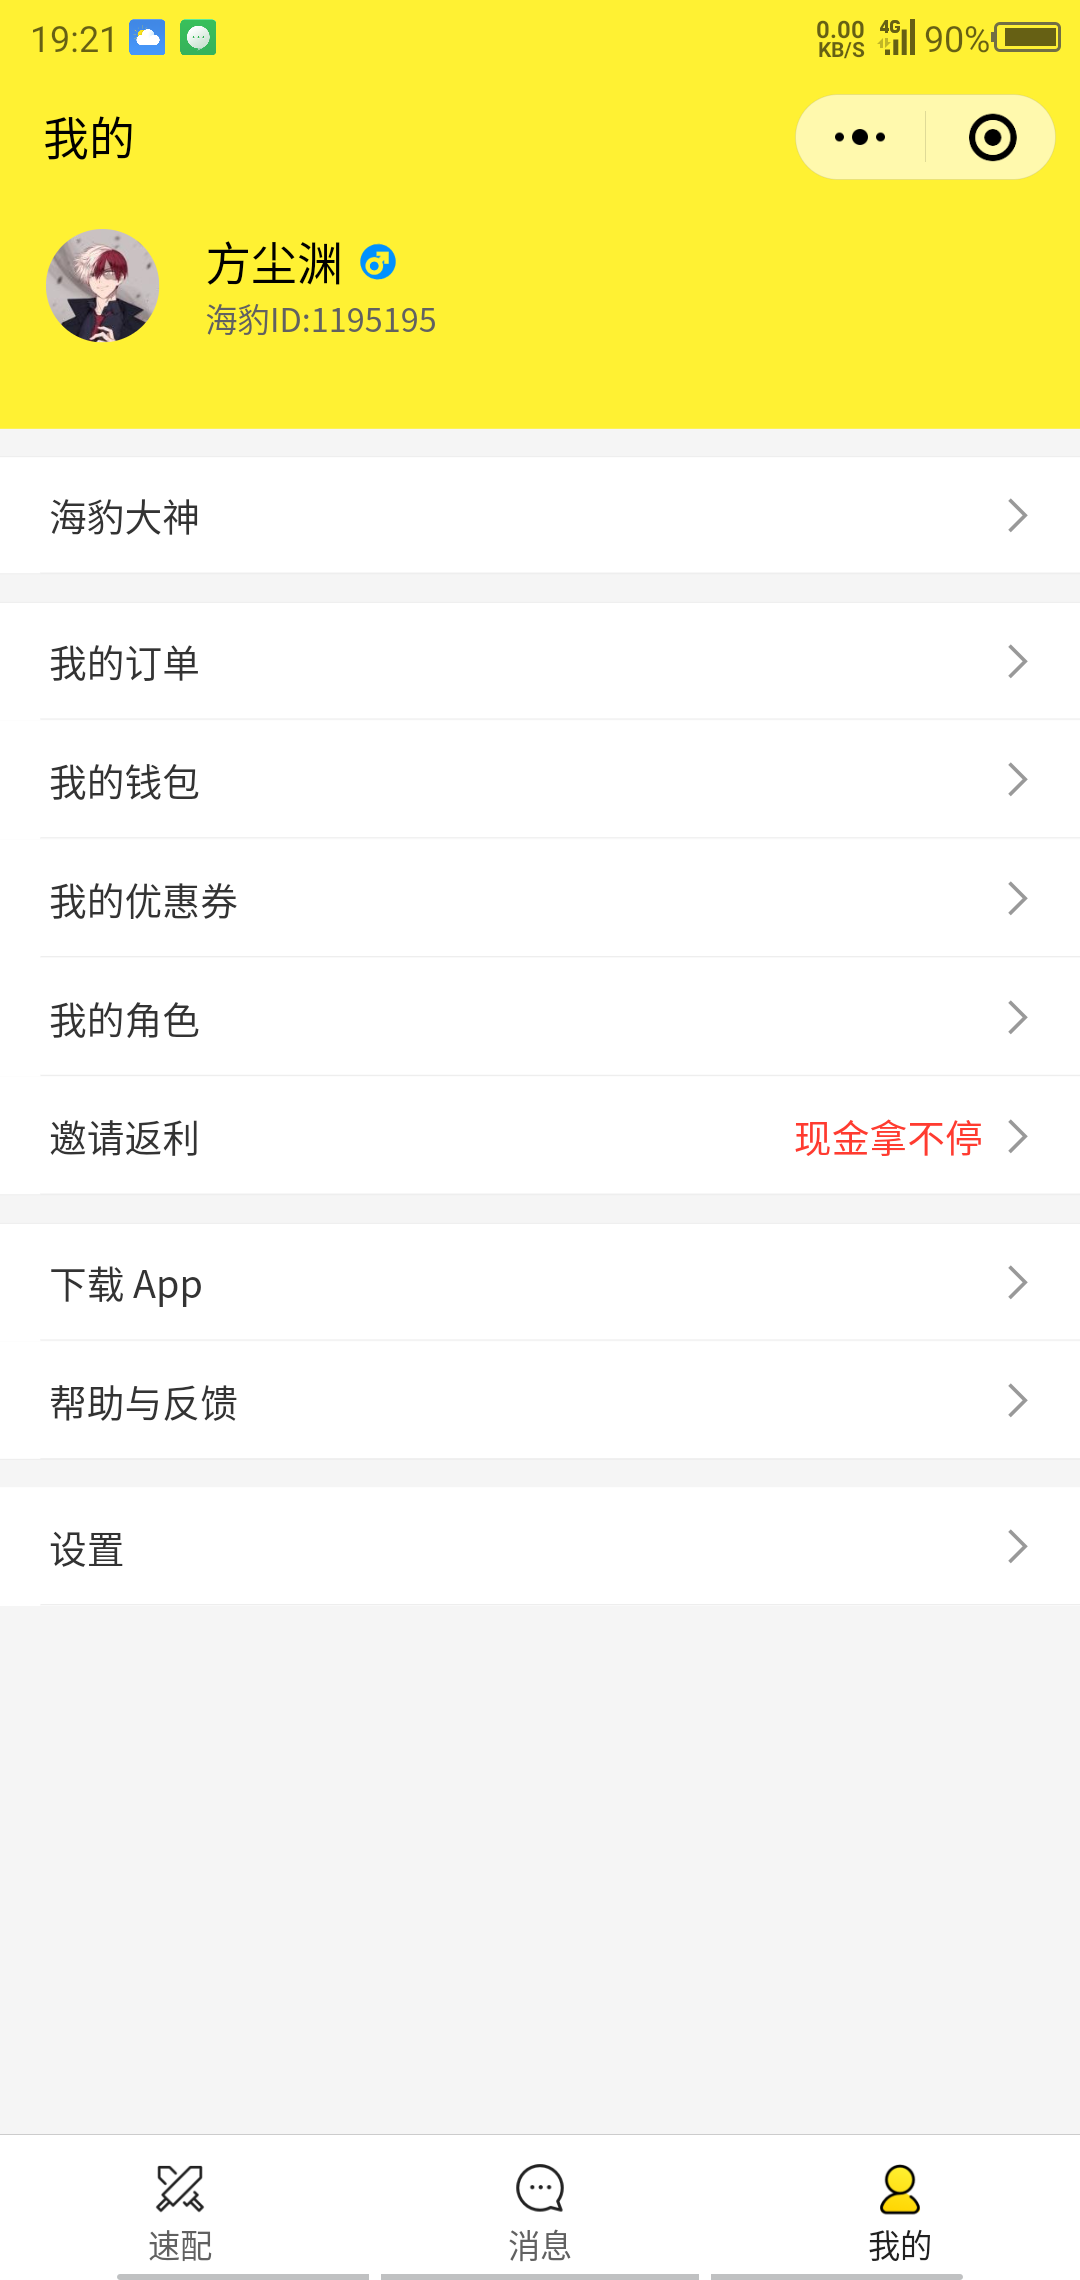 19:21
0.00
KB/S
4G
90%
我的
方尘渊
海豹ID:1195195
海豹大神
我的订单
我的钱包
我的优惠券
我的角色
邀请返利 现金拿不停
下载 App
帮助与反馈
设置
速配 消息 我的